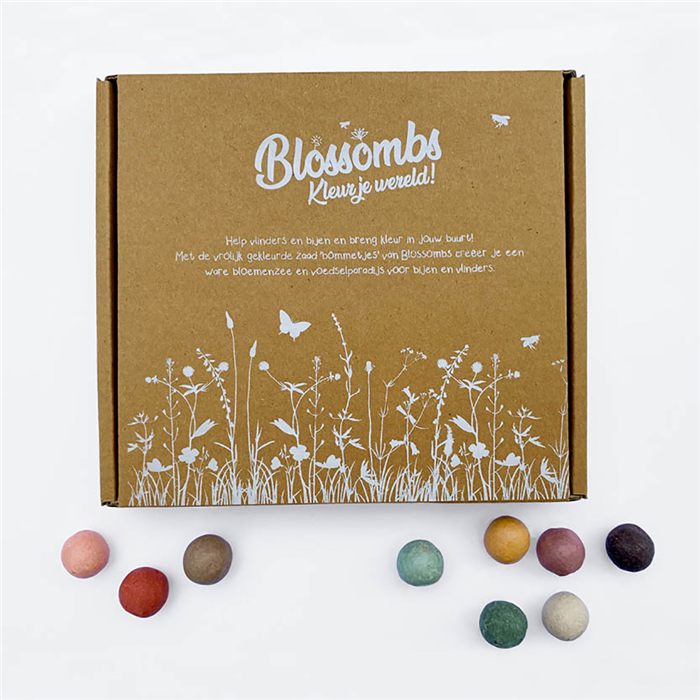 Blossombs
Kleur je wereld!
Help vlinders en bijen en breng kleur in jouw buurt!
Met de vrolijk gekleurde zaad 'bommetjes' van Blossombs creëer je een
ware bloemenzee en voedselparadijs voor bijen en vlinders.